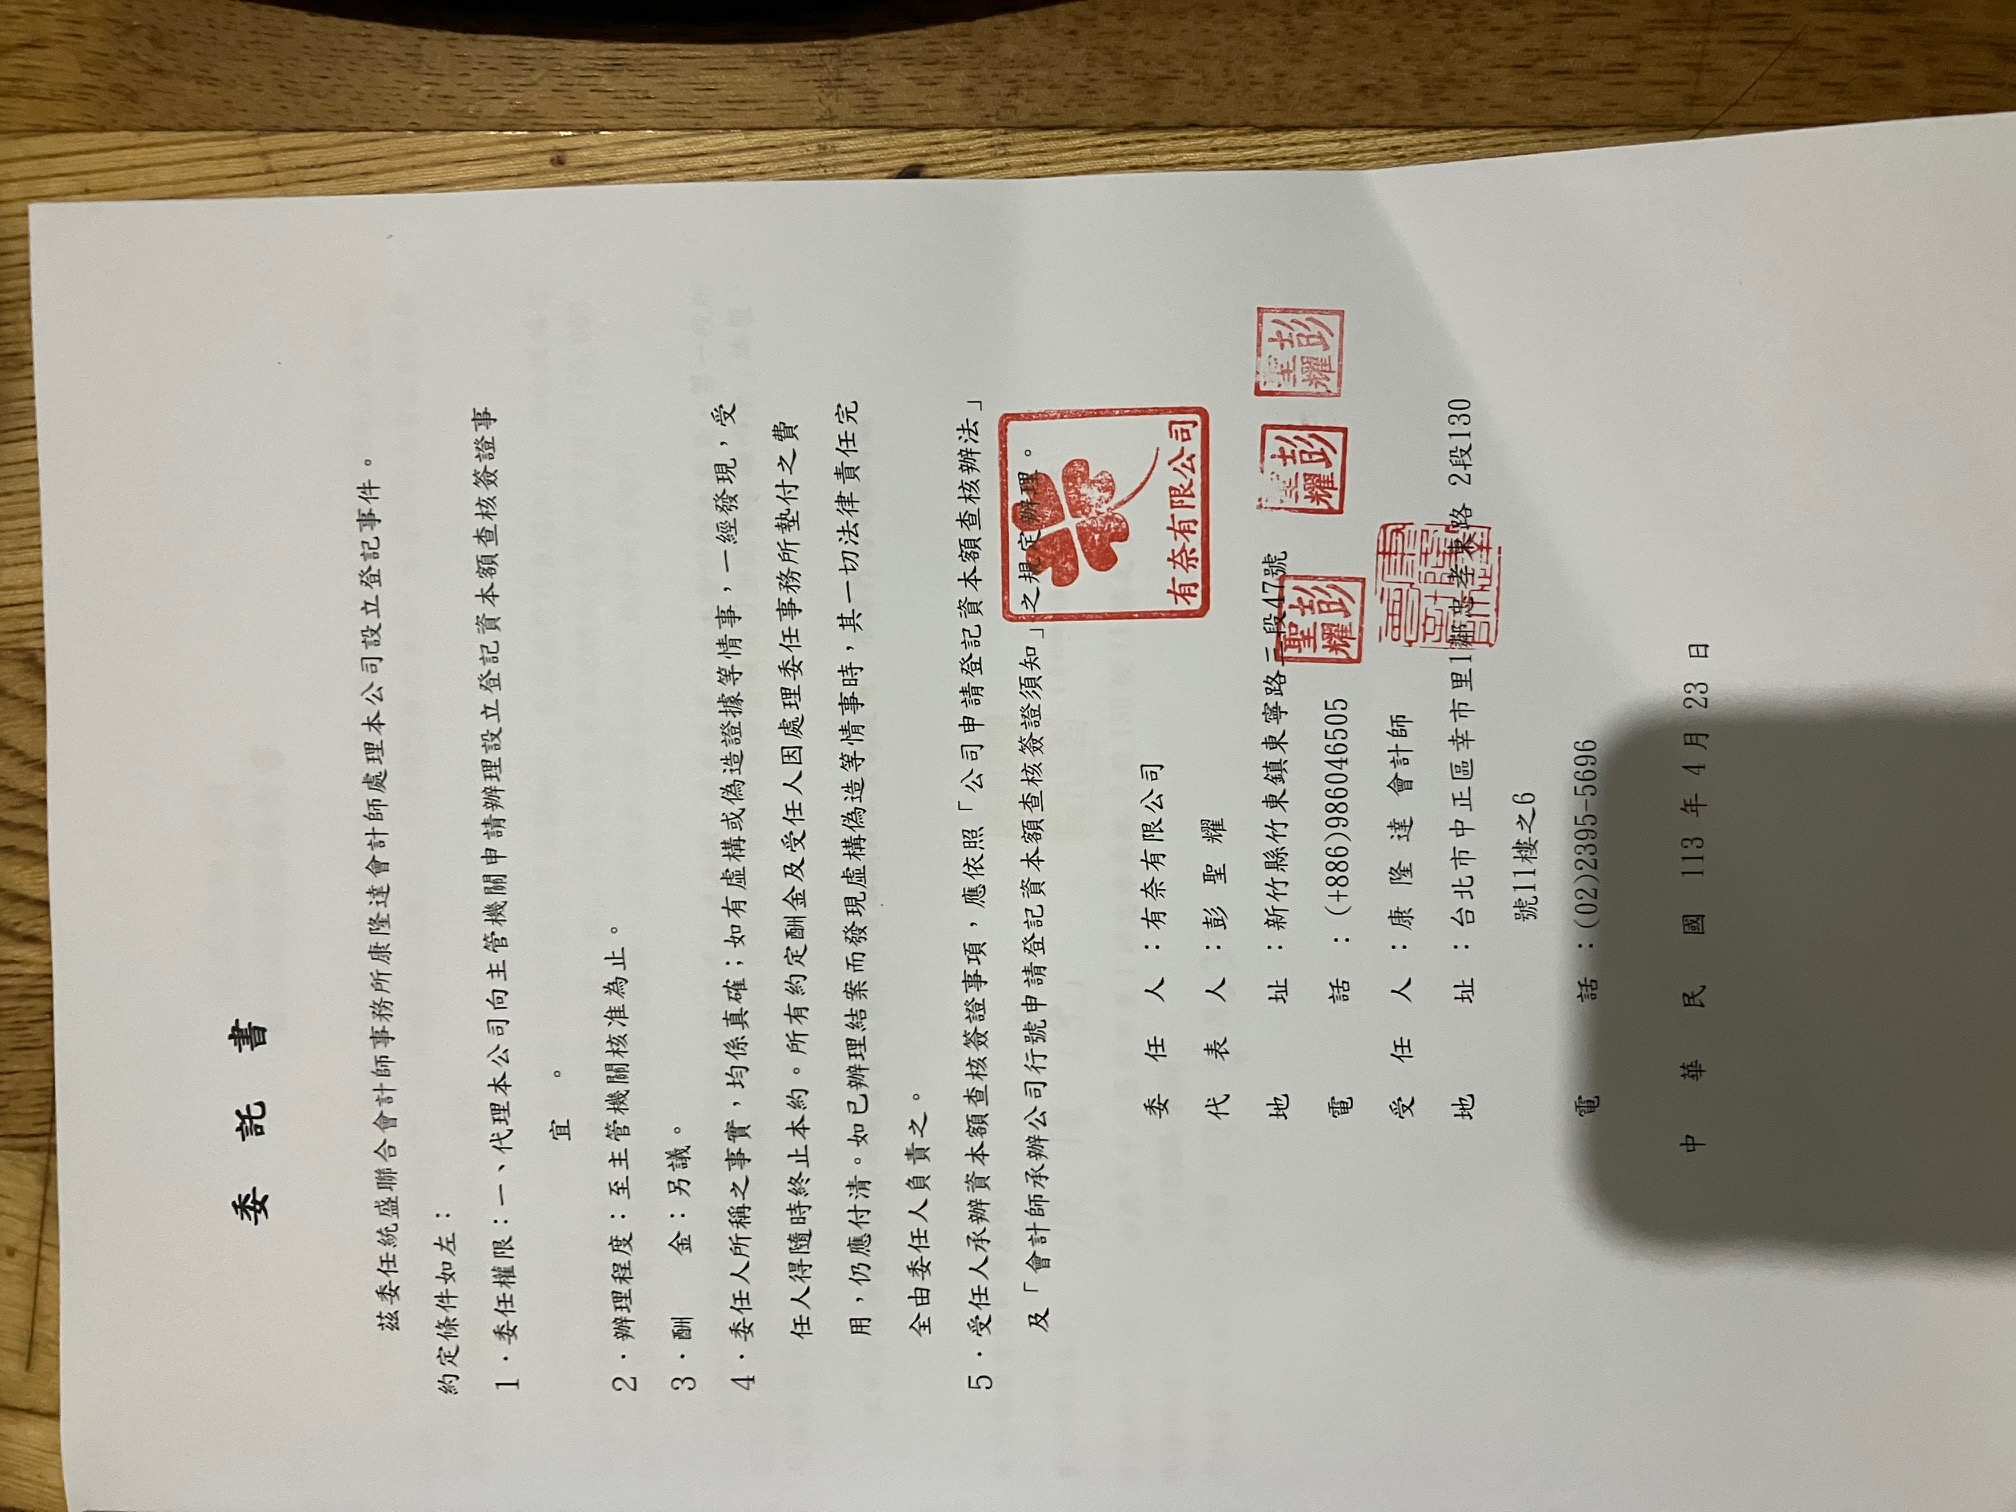 委 託 書
茲委任統盛聯合會計師事務所康隆達會計師處理本公司設立登記事件。
約定條件如左：
1．委任權限：一、代理本公司向主管機關申請辦理設立登記資本額查核簽證事
宜 。
2．辦理程度：至主管機關核准為止。
3．酬　　金：另議。
4．委任人所稱之事實，均係真確；如有虛構或偽造證據等情事，一經發現，受
任人得隨時終止本約。所有約定酬金及受任人因處理委任事務所墊付之費
用，仍應付清。如已辦理結案而發現虛構偽造等情事時，其一切法律責任完
全由委任人負責之。
5．受任人承辦資本額查核簽證事項，應依照「公司申請登記資本額查核辦法」
及「會計師承辦公司行號申請登記資本額查核簽證須知」之規定辦理。
委 任 人 ：有奈有限公司
有奈有限公司
代 表 人 ：彭 聖 耀
地　　址 ：新竹縣竹東鎮東寧路三段47號
彭聖耀
彭聖耀
彭聖耀
電　　話 ：(+886)986046505
受 任 人 ：康 隆 達 會計師
康隆達會計師
地　　址 ：台北市中正區幸市里1鄰忠孝東路 2段130
號11樓之6
電　　話 ：(02)2395-5696
中 華 民 國 113 年 4 月 23 日